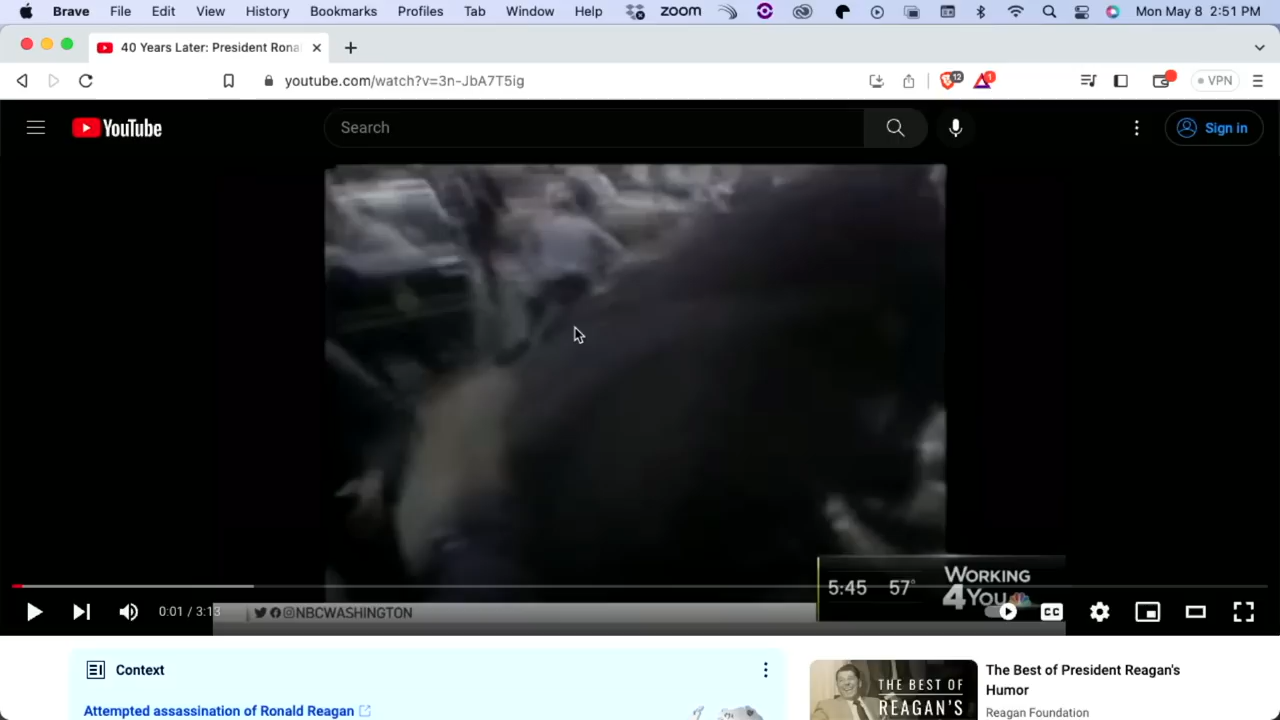 Brave File Edit View History Bookmarks Profiles Tab Window Help zoom Mon May 8 2:51 PM
40 Years Later: President Rona
youtube.com/watch?v=3n-JbA7T5ig 12 1 VPN
YouTube Search Sign in
5:45 57° WORKING
4YOU
0:01 / 3:13 NBCWASHINGTON CC
Context
Attempted assassination of Ronald Reagan
THE BEST OF
REAGAN'S
The Best of President Reagan's
Humor
Reagan Foundation